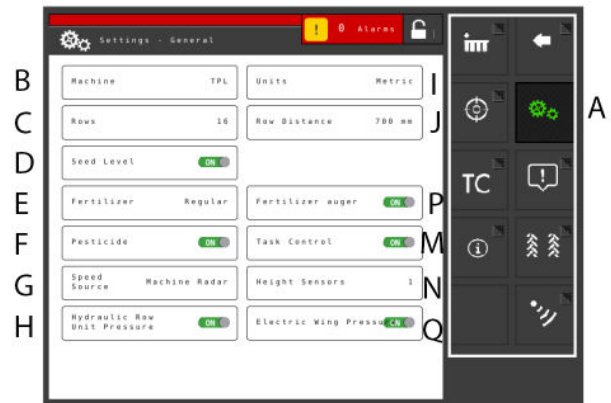 Settings - General
! 0 Alarms
B Machine TPL Units Metric I
C Rows 16 Row Distance 700 mm J
A
D Seed Level ON
TC !
E Fertilizer Regular Fertilizer auger ON P
F Pesticide ON Task Control ON M
i
G Speed Source Machine Radar Height Sensors 1 N
H Hydraulic Row Unit Pressure ON Electric Wing Pressu ON Q